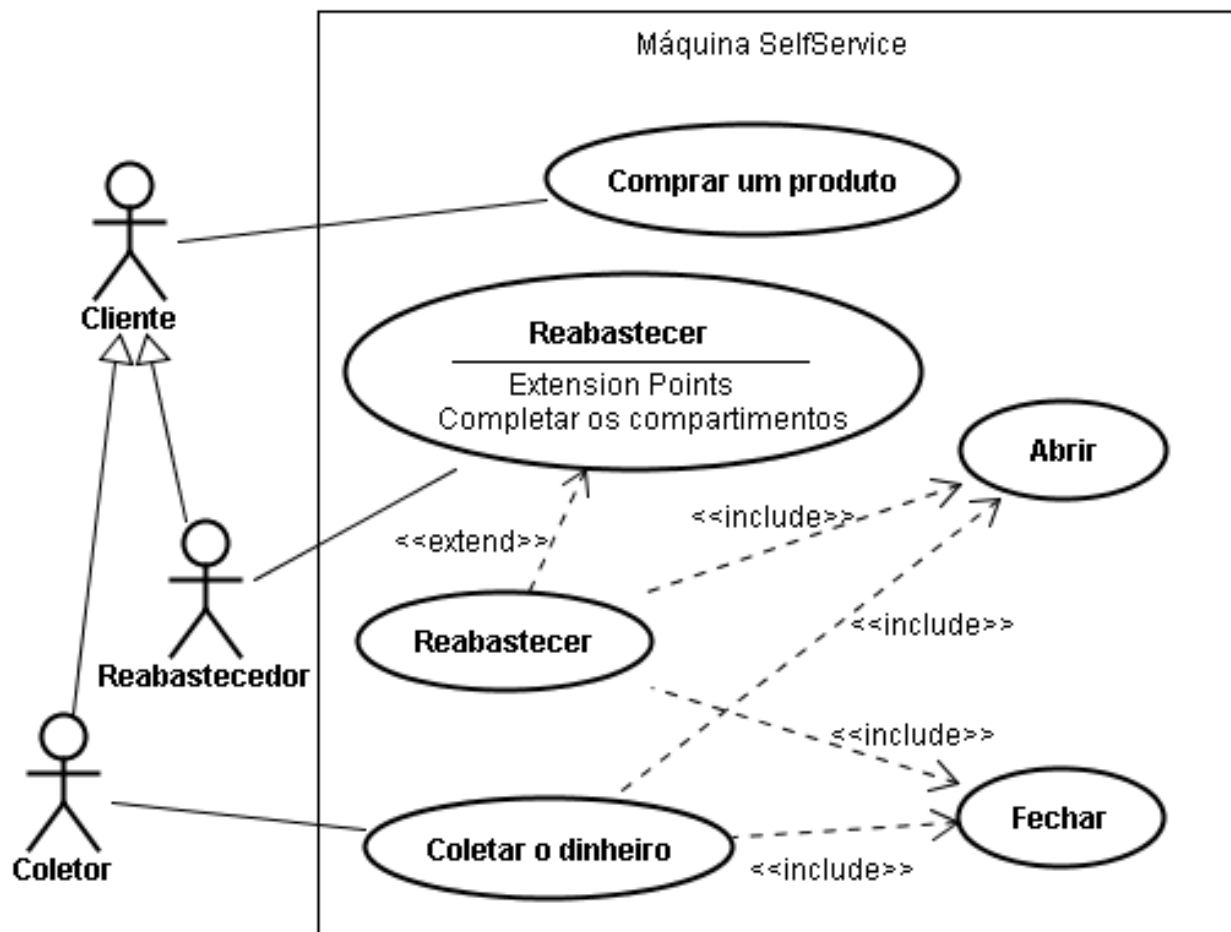 Máquina SelfService
Comprar um produto
Cliente
Reabastecer
Extension Points
Completar os compartimentos
Abrir
<<include>>
<<extend>>
<<include>>
Reabastecer
Reabastecedor
<<include>>
Fechar
Coletar o dinheiro
Coletor
<<include>>